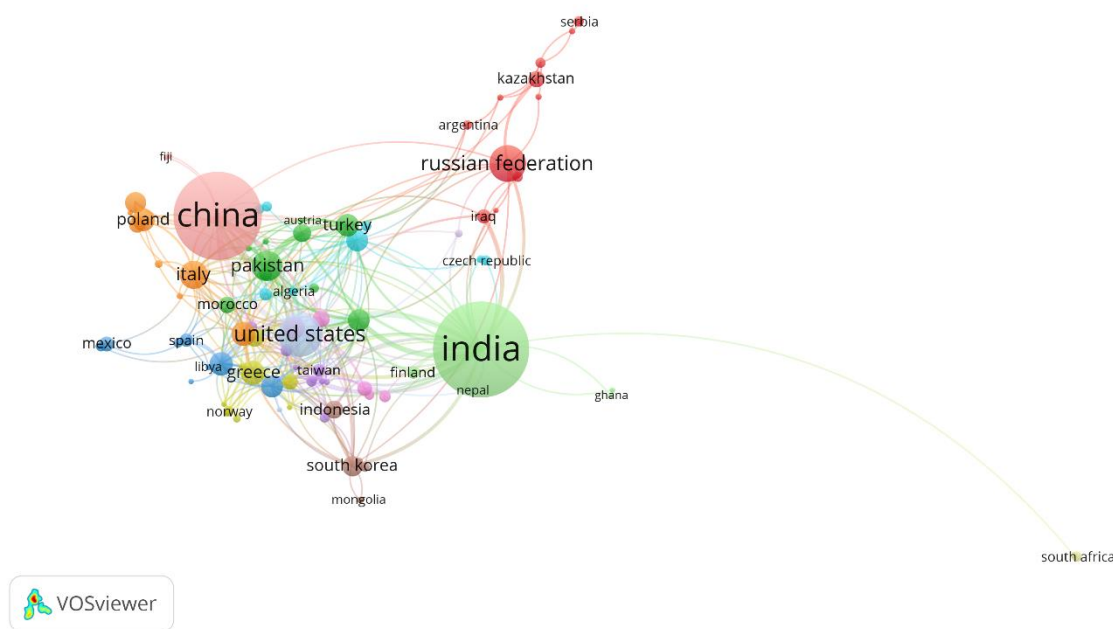 serbia
kazakhstan
argentina
russian federation
fiji
china
poland
austria
turkey
iraq
czech republic
pakistan
italy
algeria
morocco
united states
india
mexico
spain
libya
greece
taiwan
finland
nepal
ghana
norway
indonesia
south korea
mongolia
south africa
VOSviewer